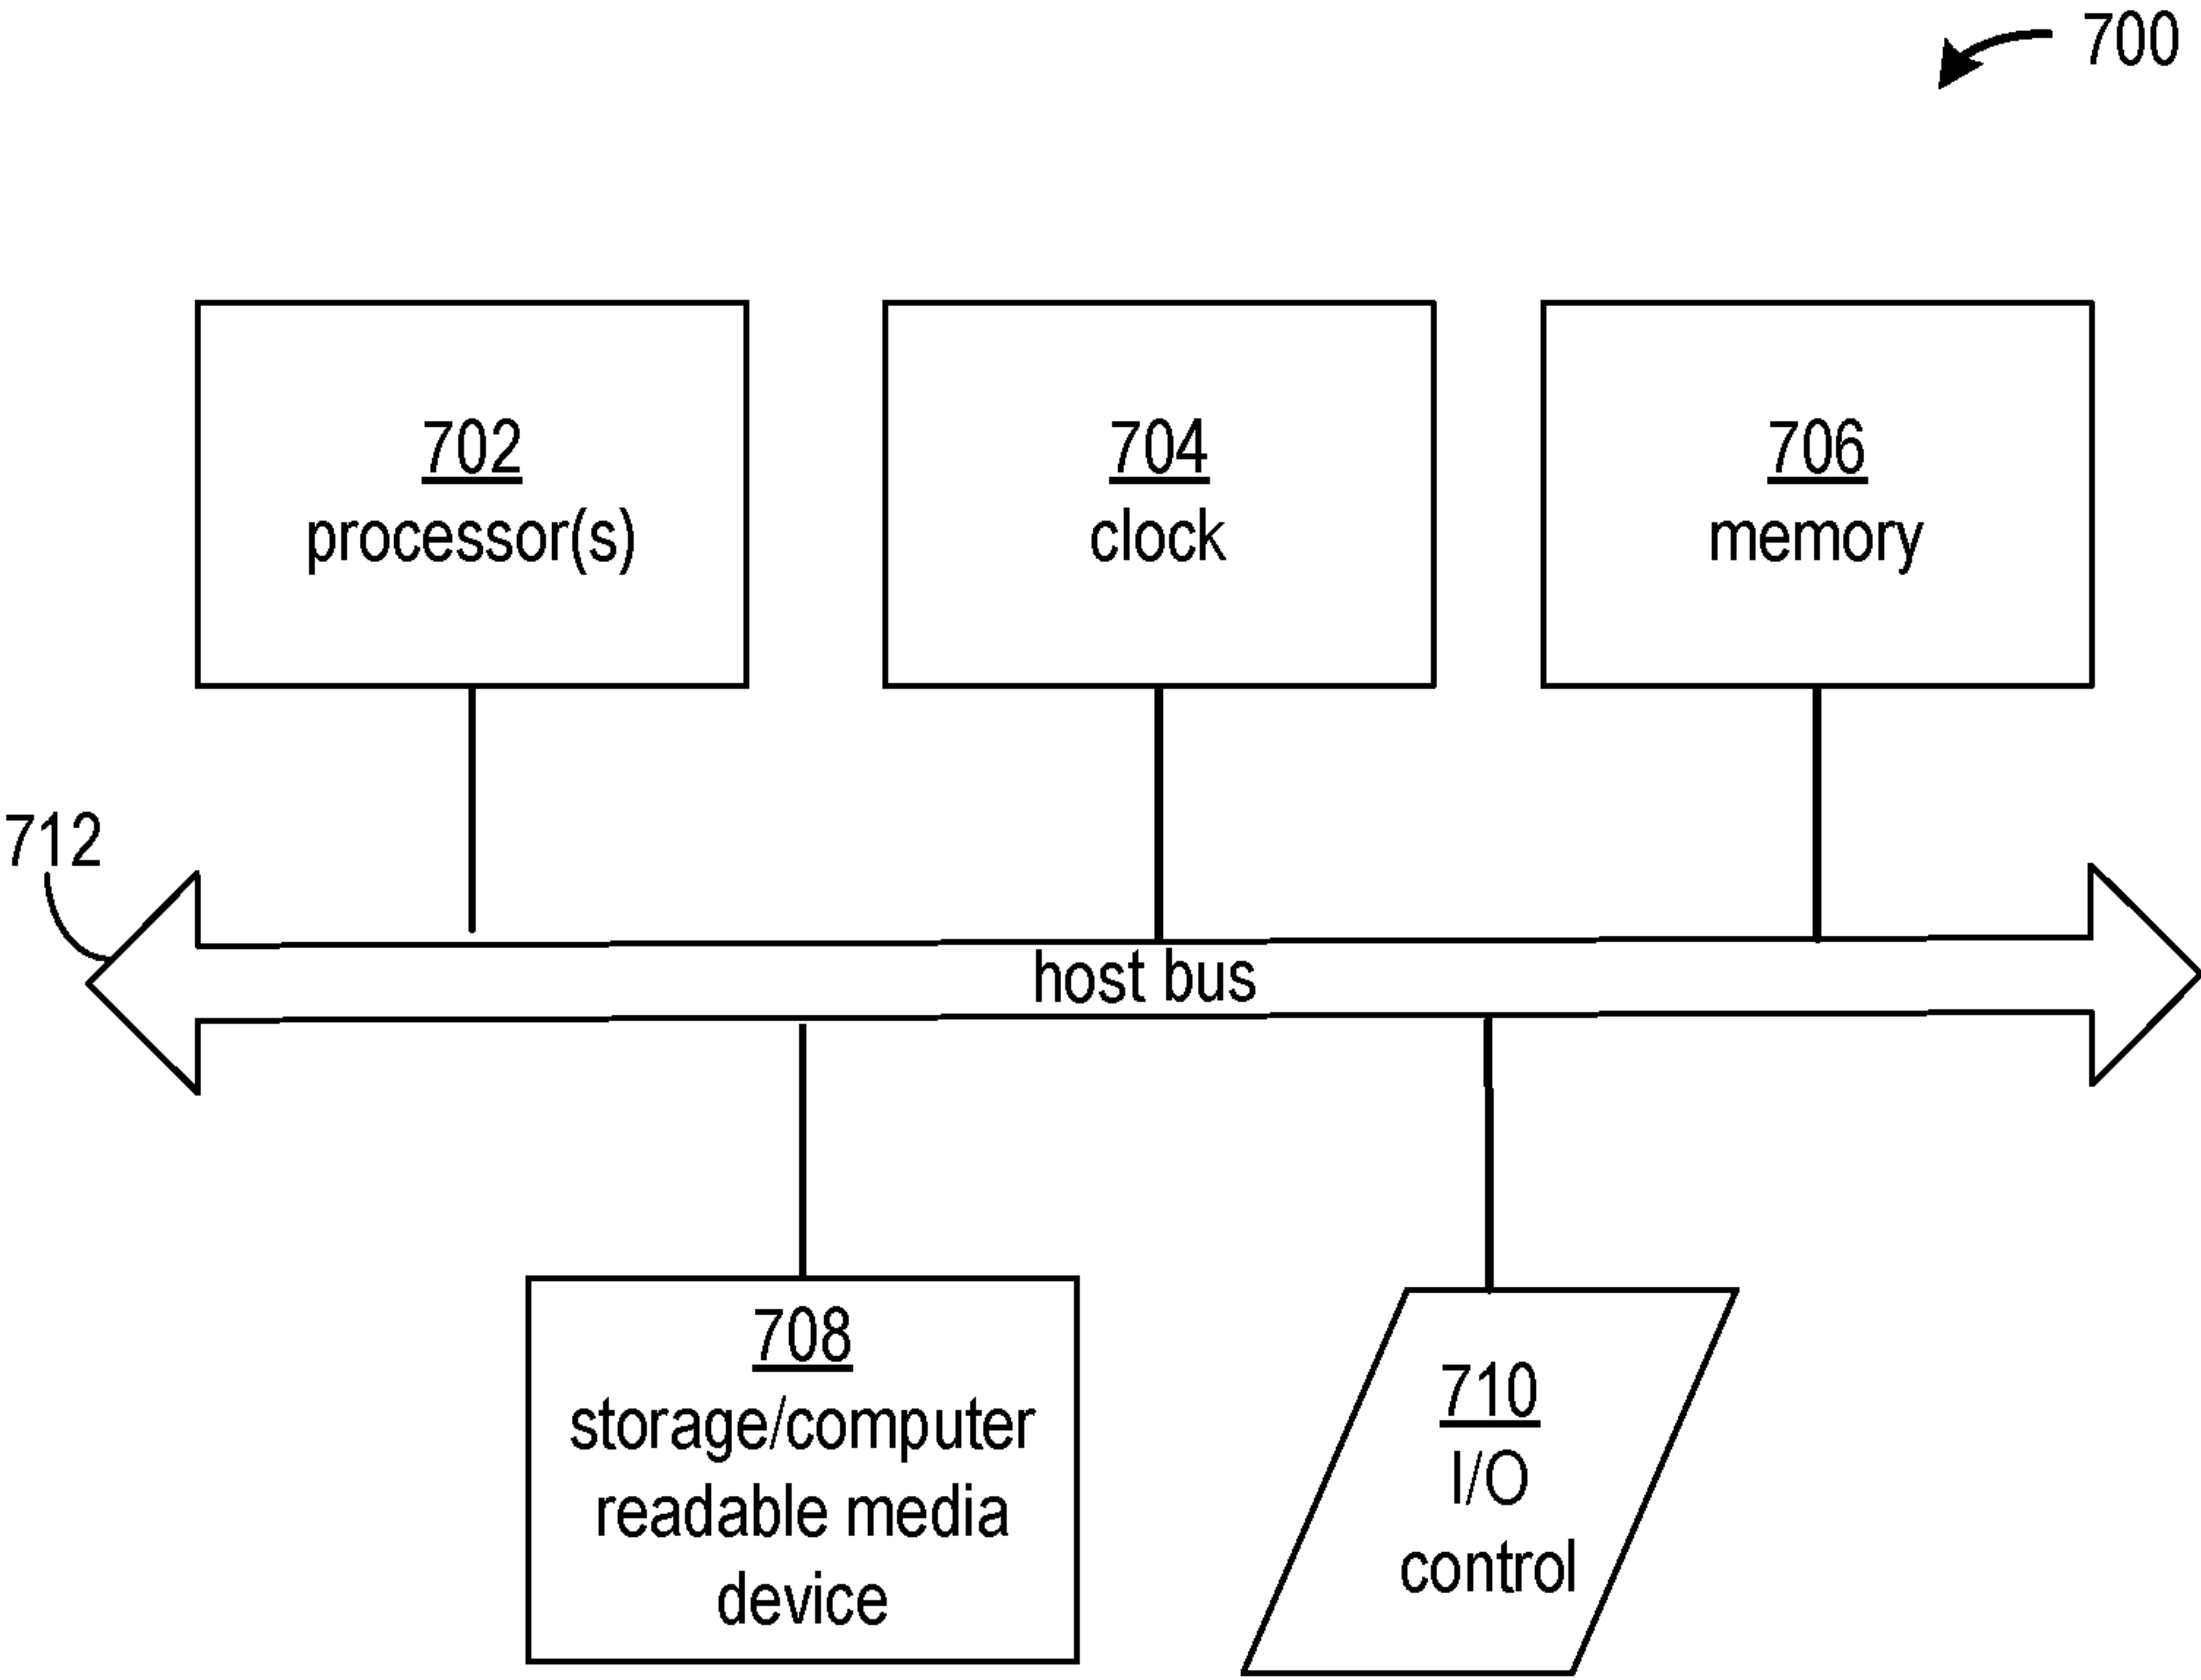 700
702
processor(s)
704
clock
706
memory
712
host bus
708
storage/computer
readable media
device
710
I/O
control